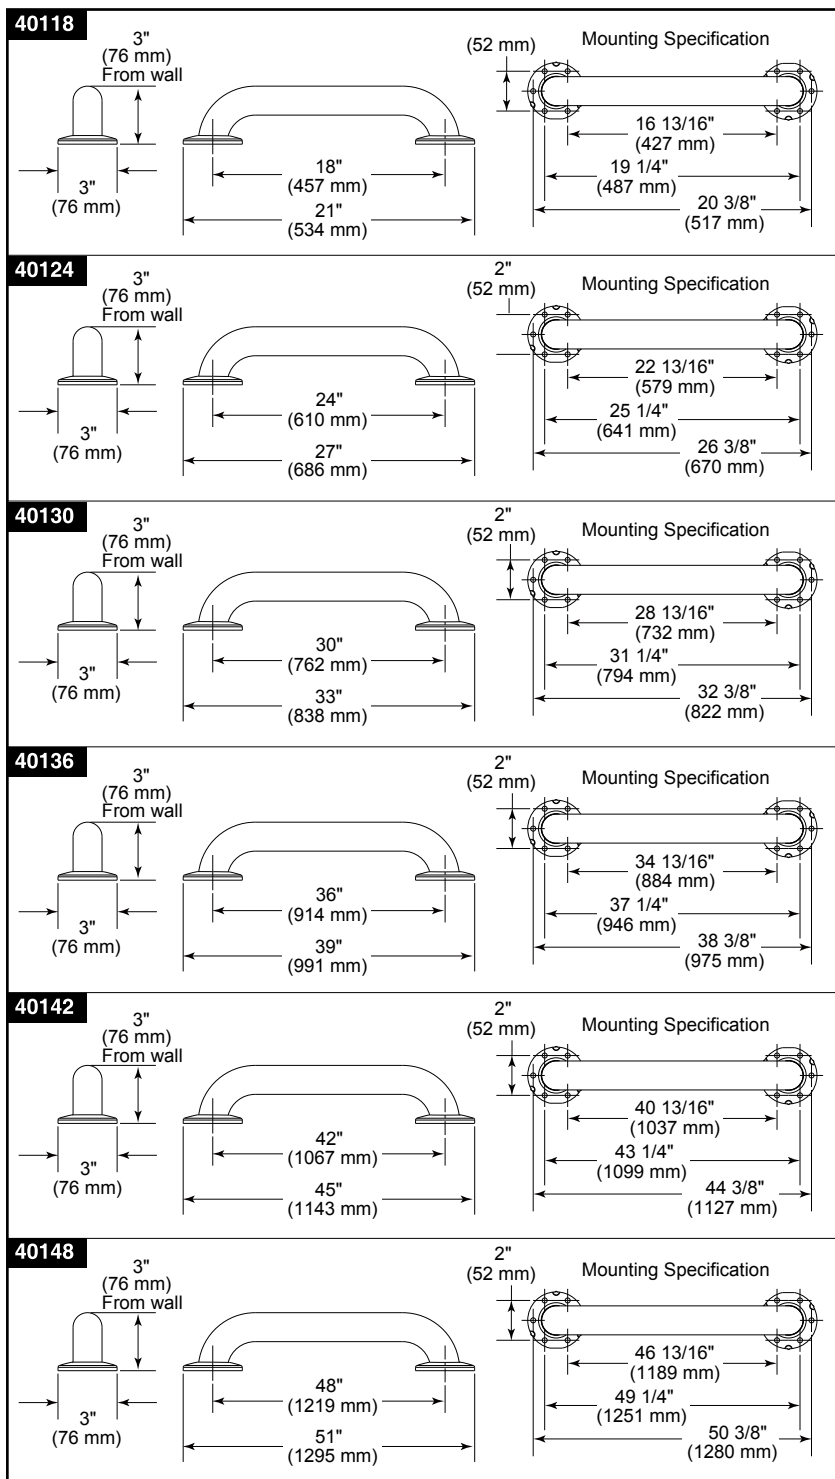 40118
3"
(76 mm)
From wall
3"
(76 mm)
18"
(457 mm)
21"
(534 mm)
(52 mm)
Mounting Specification
16 13/16"
(427 mm)
19 1/4"
(487 mm)
20 3/8"
(517 mm)
40124
3"
(76 mm)
From wall
3"
(76 mm)
24"
(610 mm)
27"
(686 mm)
2"
(52 mm)
Mounting Specification
22 13/16"
(579 mm)
25 1/4"
(641 mm)
26 3/8"
(670 mm)
40130
3"
(76 mm)
From wall
3"
(76 mm)
30"
(762 mm)
33"
(838 mm)
2"
(52 mm)
Mounting Specification
28 13/16"
(732 mm)
31 1/4"
(794 mm)
32 3/8"
(822 mm)
40136
3"
(76 mm)
From wall
3"
(76 mm)
36"
(914 mm)
39"
(991 mm)
2"
(52 mm)
Mounting Specification
34 13/16"
(884 mm)
37 1/4"
(946 mm)
38 3/8"
(975 mm)
40142
3"
(76 mm)
From wall
3"
(76 mm)
42"
(1067 mm)
45"
(1143 mm)
2"
(52 mm)
Mounting Specification
40 13/16"
(1037 mm)
43 1/4"
(1099 mm)
44 3/8"
(1127 mm)
40148
3"
(76 mm)
From wall
3"
(76 mm)
48"
(1219 mm)
51"
(1295 mm)
2"
(52 mm)
Mounting Specification
46 13/16"
(1189 mm)
49 1/4"
(1251 mm)
50 3/8"
(1280 mm)